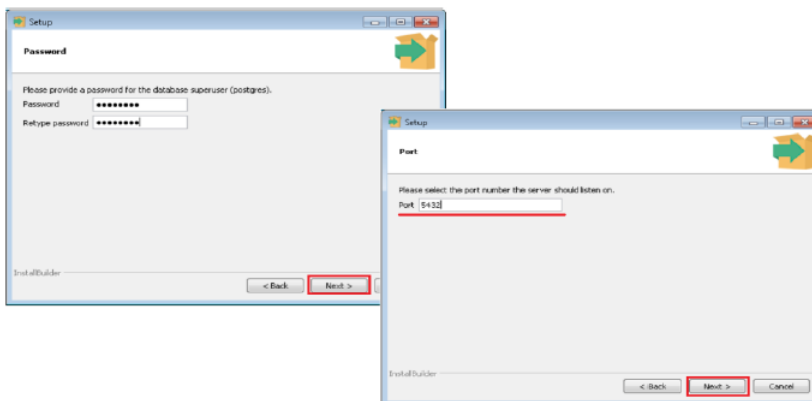 Setup
Password
Please provide a password for the database superuser (postgres).
Password ••••••••
Retype password ••••••••
InstallBuilder
< Back Next >
Setup
Port
Please select the port number the server should listen on.
Port 5432
InstallBuilder
< Back Next > Cancel